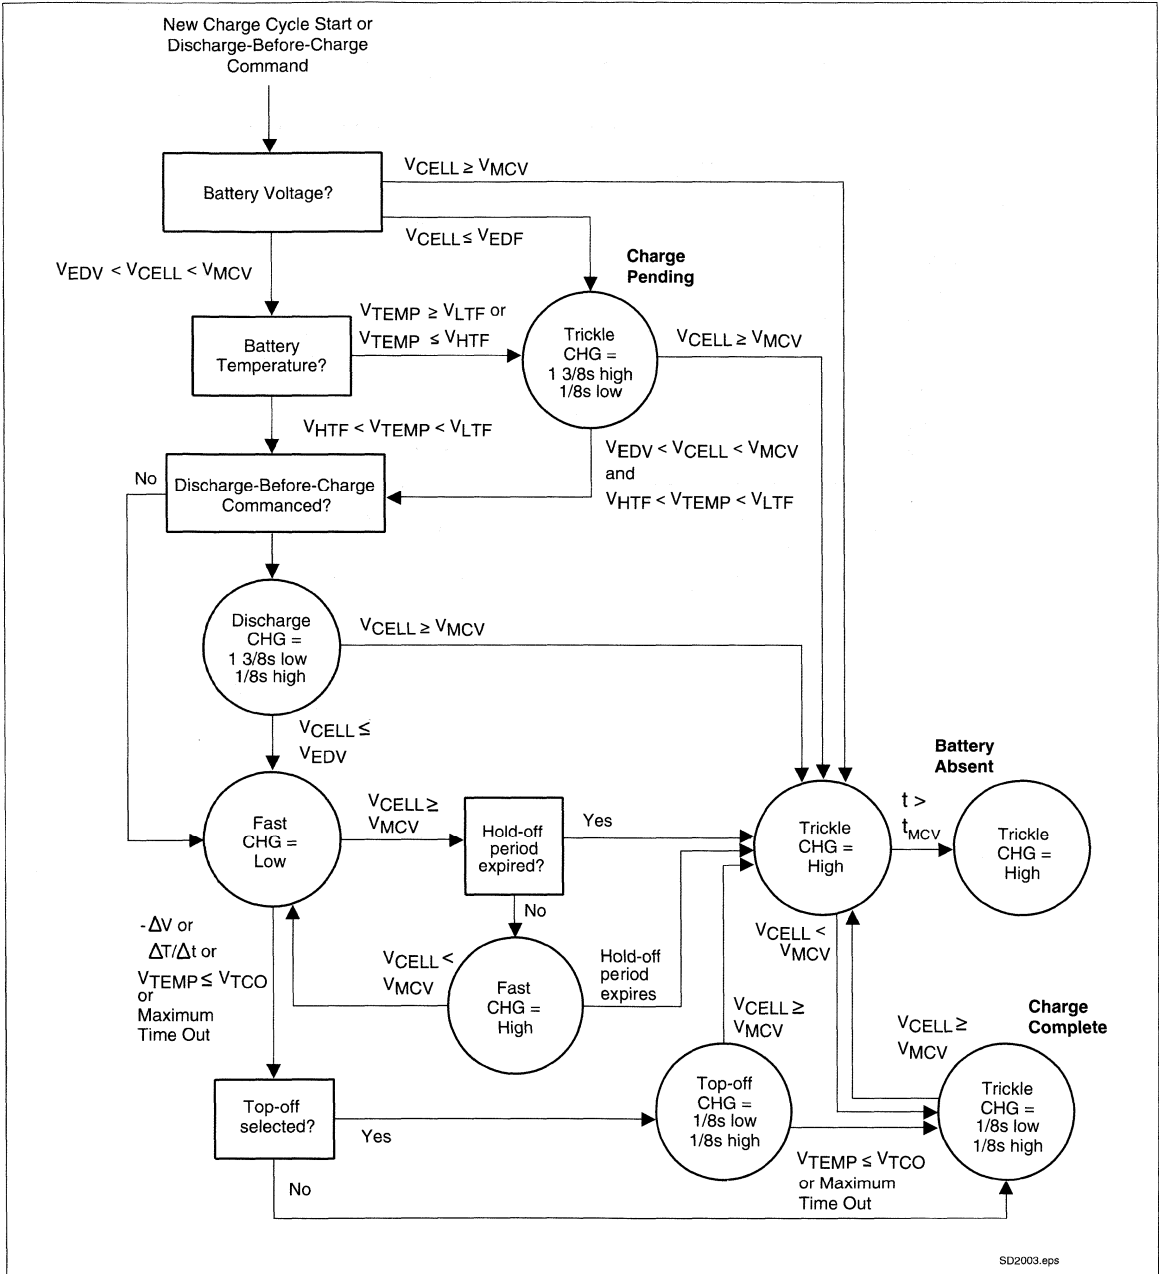 New Charge Cycle Start or
Discharge-Before-Charge
Command
Battery Voltage?
VCELL ≥ VMCV
VCELL ≤ VEDF
VEDV < VCELL < VMCV
Charge
Pending
Battery
Temperature?
VTEMP ≥ VLTF or
VTEMP ≤ VHTF
Trickle
CHG =
1 3/8s high
1/8s low
VCELL ≥ VMCV
VHTF < VTEMP < VLTF
VEDV < VCELL < VMCV
and
VHTF < VTEMP < VLTF
No
Discharge-Before-Charge
Commanced?
Discharge
CHG =
1 3/8s low
1/8s high
VCELL ≥ VMCV
VCELL ≤
VEDV
Battery
Absent
Fast
CHG =
Low
VCELL ≥
VMCV
Hold-off
period
expired?
Yes
Trickle
CHG =
High
t >
tMCV
Trickle
CHG =
High
No
-ΔV or
ΔT/Δt or
VTEMP ≤ VTCO
or
Maximum
Time Out
VCELL <
VMCV
Fast
CHG =
High
Hold-off
period
expires
VCELL <
VMCV
VCELL ≥
VMCV
VCELL ≥
VMCV
Charge
Complete
Top-off
selected?
Yes
Top-off
CHG =
1/8s low
1/8s high
Trickle
CHG =
1/8s low
1/8s high
VTEMP ≤ VTCO
or Maximum
Time Out
No
SD2003.eps